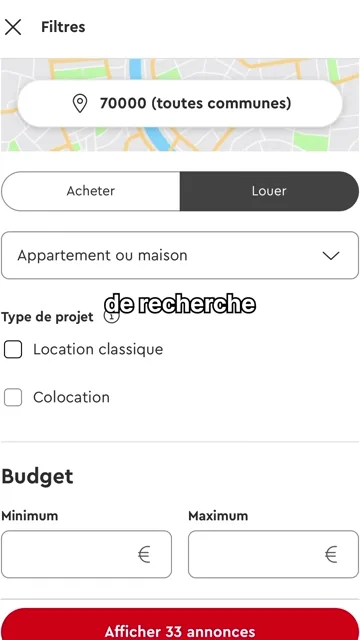 Filtres
70000 (toutes communes)
Acheter
Louer
Appartement ou maison
de recherche
Type de projet
Location classique
Colocation
Budget
Minimum
Maximum
€
€
Afficher 33 annonces